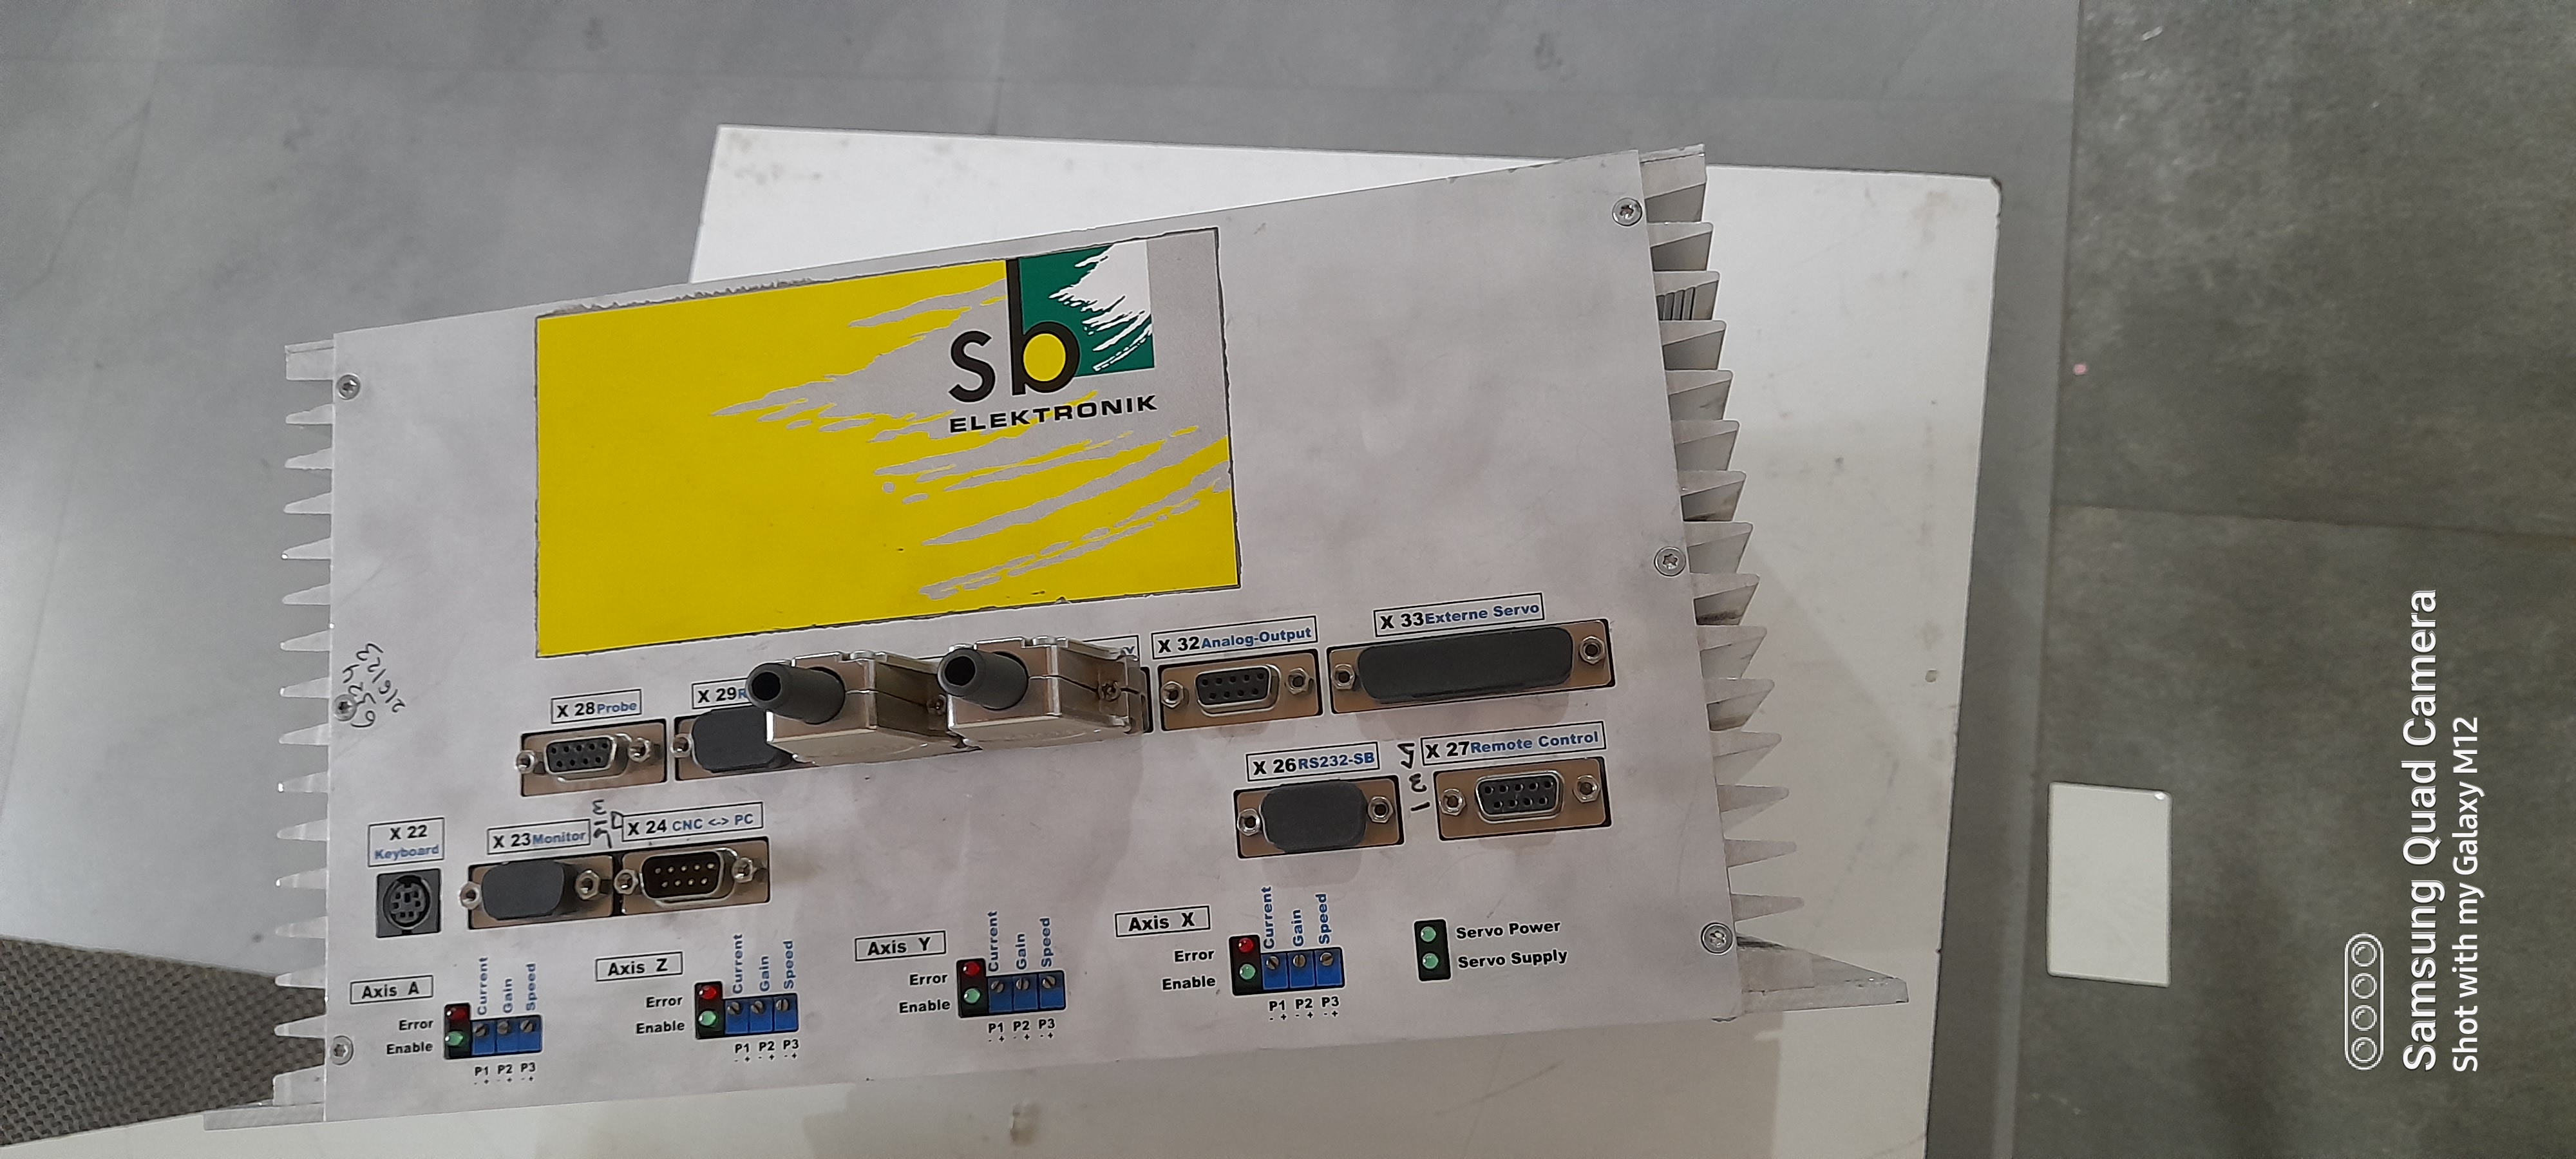 6524
2/6/23
Sb
ELEKTRONIK
X 22
Keyboard
X 23 Monitor
X 24 CNC <> PC
X 28 Probe
X 29
X 32 Analog-Output
X 33 Externe Servo
X 26 RS232-SB
X 27 Remote Control
Axis A
Error
Enable
Current
Gain
Speed
P1 P2 P3
- + - + - +
Axis Z
Error
Enable
Current
Gain
Speed
P1 P2 P3
- + - + - +
Axis Y
Error
Enable
Current
Gain
Speed
P1 P2 P3
- + - + - +
Axis X
Error
Enable
Current
Gain
Speed
P1 P2 P3
- + - + - +
Servo Power
Servo Supply
Samsung Quad Camera
Shot with my Galaxy M12